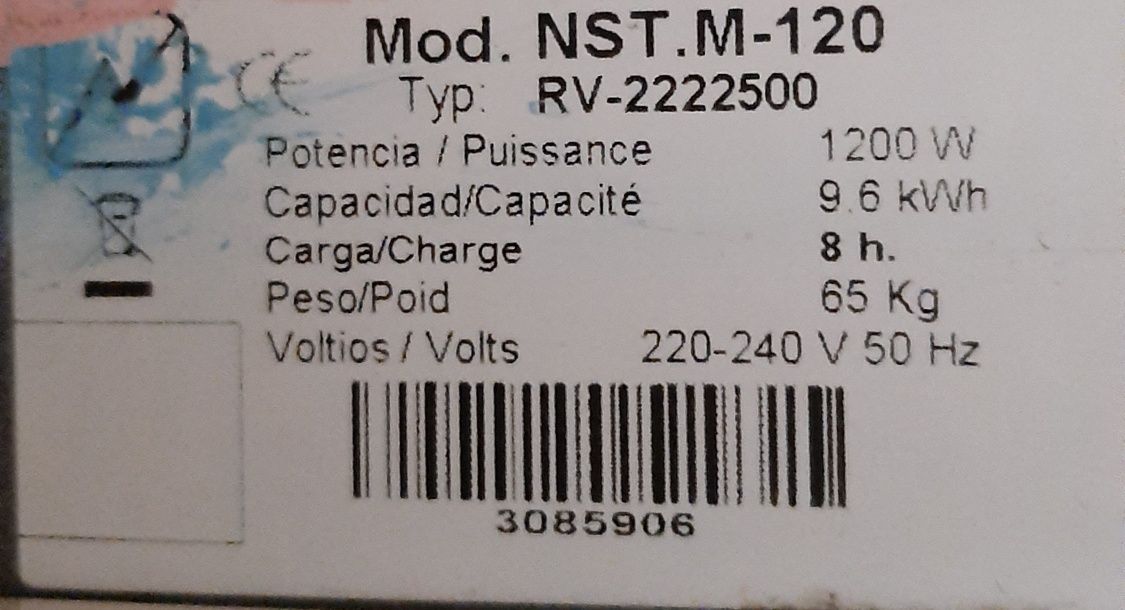 CE
Mod. NST.M-120
Typ: RV-2222500
Potencia / Puissance 1200 W
Capacidad/Capacité 9.6 kWh
Carga/Charge 8 h.
Peso/Poid 65 Kg
Voltios / Volts 220-240 V 50 Hz
3085906